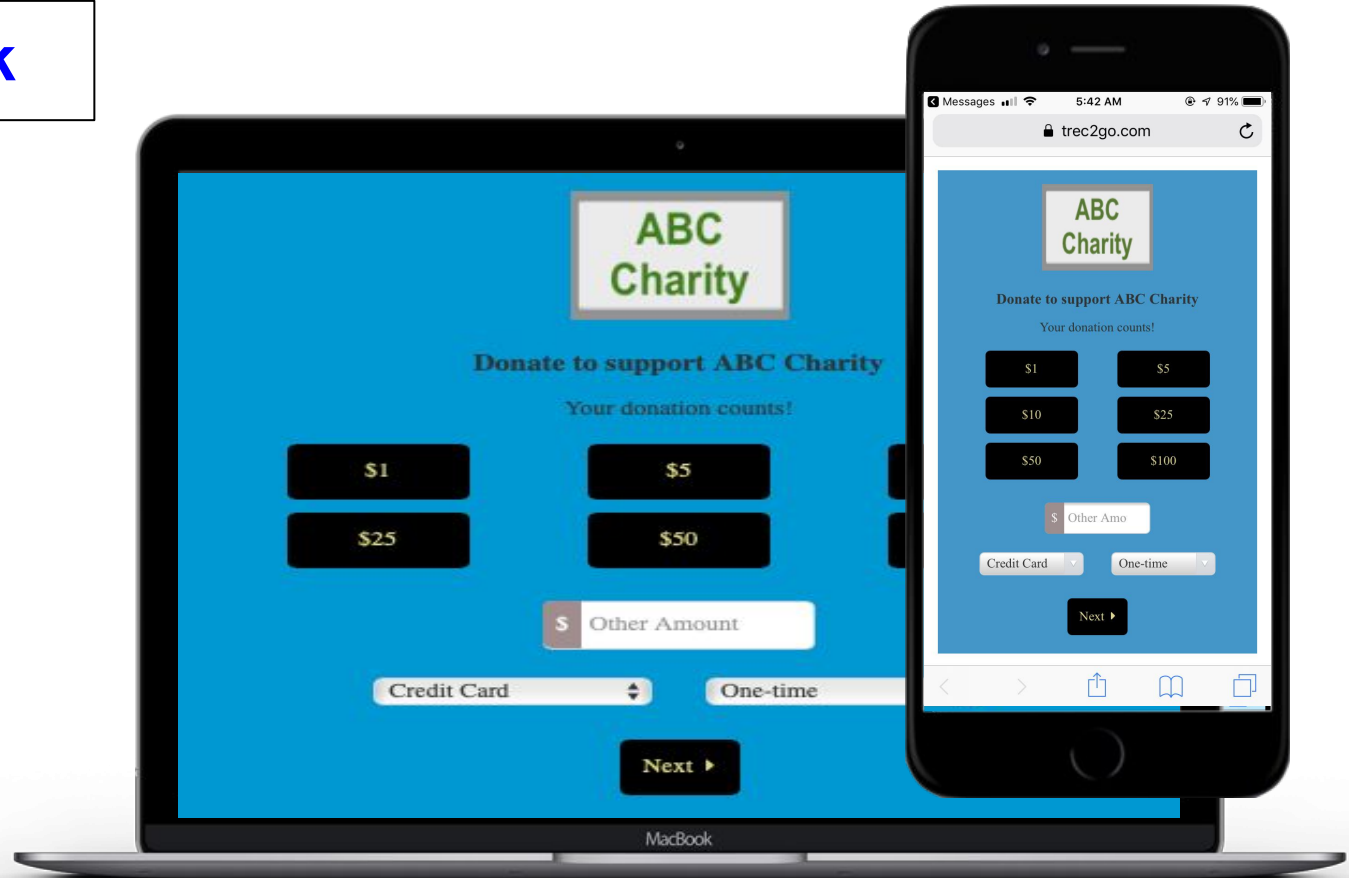 ABC
Charity
Donate to support ABC Charity
Your donation counts!
$1 $5
$25 $50
$ Other Amount
Credit Card One-time
Next
MacBook
Messages 5:42 AM 91%
trec2go.com
ABC
Charity
Donate to support ABC Charity
Your donation counts!
$1 $5
$10 $25
$50 $100
$ Other Amo
Credit Card One-time
Next